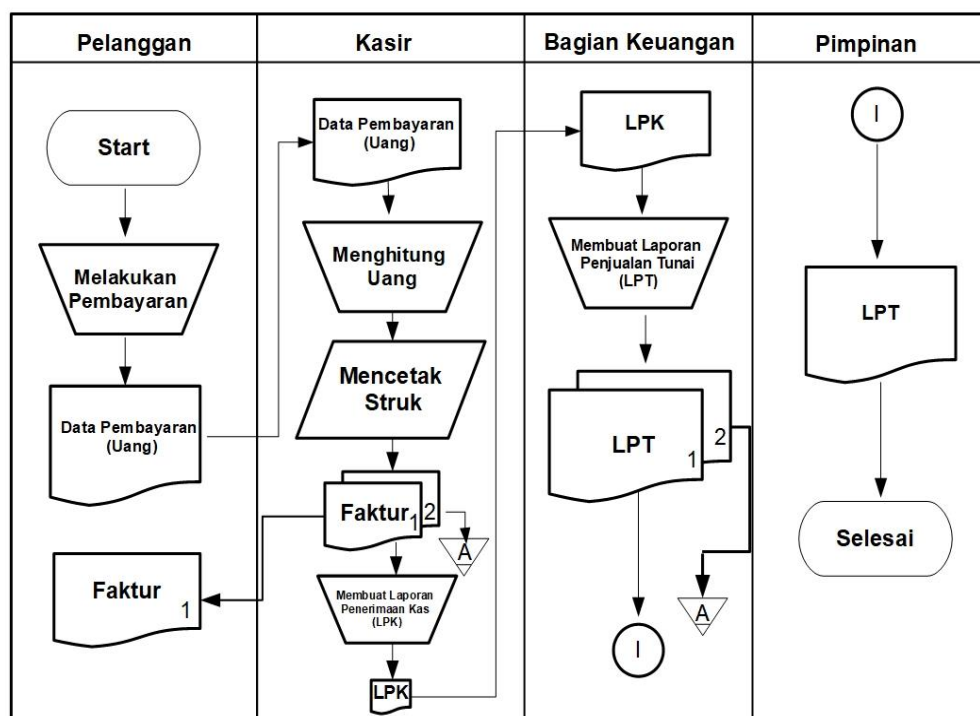 Pelanggan
Kasir
Bagian Keuangan
Pimpinan
Start
Melakukan
Pembayaran
Data Pembayaran
(Uang)
Faktur
1
Data Pembayaran
(Uang)
Menghitung
Uang
Mencetak
Struk
Faktur
1
2
A
Membuat Laporan
Penerimaan Kas
(LPK)
LPK
LPK
Membuat Laporan
Penjualan Tunai
(LPT)
LPT
1
2
A
I
I
LPT
Selesai